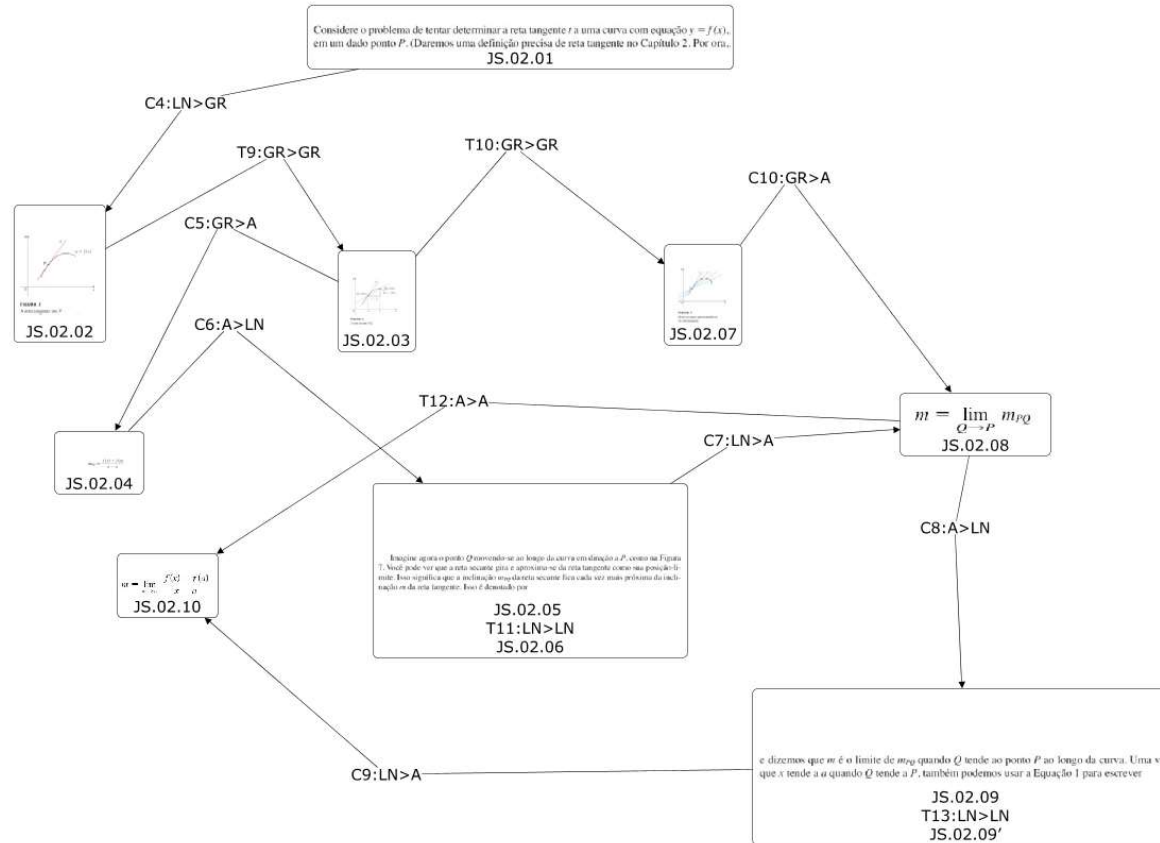 Considere o problema de tentar determinar a reta tangente t a uma curva com equação y = f(x),
em um dado ponto P. (Daremos uma definição precisa de reta tangente no Capítulo 2. Por ora,
JS.02.01
C4:LN>GR
T9:GR>GR
T10:GR>GR
C10:GR>A
C5:GR>A
JS.02.02
C6:A>LN
JS.02.03
JS.02.07
T12:A>A
m = lim m_PQ
Q→P
JS.02.08
C7:LN>A
JS.02.04
C8:A>LN
Imagine agora o ponto Q movendo-se ao longo da curva em direção a P, como na Figura
7. Você pode ver que a reta secante gira e aproxima-se da reta tangente como sua posição-li-
mite. Isso significa que a inclinação m_PQ da reta secante fica cada vez mais próxima da incli-
nação m da reta tangente. Isso é denotado por
JS.02.05
T11:LN>LN
JS.02.06
JS.02.10
C9:LN>A
e dizemos que m é o limite de m_PQ quando Q tende ao ponto P ao longo da curva. Uma v
que x tende a a quando Q tende a P, também podemos usar a Equação 1 para escrever
JS.02.09
T13:LN>LN
JS.02.09'